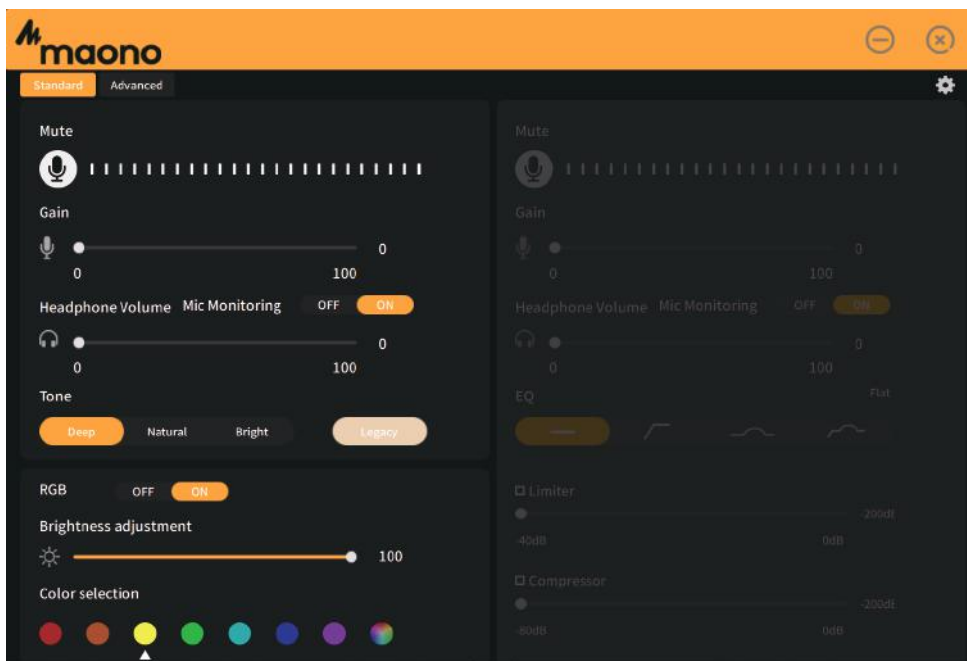 maono
Standard Advanced
Mute
Gain
0
0 100
Headphone Volume Mic Monitoring OFF ON
0
0 100
Tone
Deep Natural Bright Legacy
RGB OFF ON
Brightness adjustment
100
Color selection
Mute
Gain
0
0 100
Headphone Volume Mic Monitoring OFF ON
0
0 100
EQ Flat
Limiter
-40dB 0dB
Compressor
-80dB 0dB